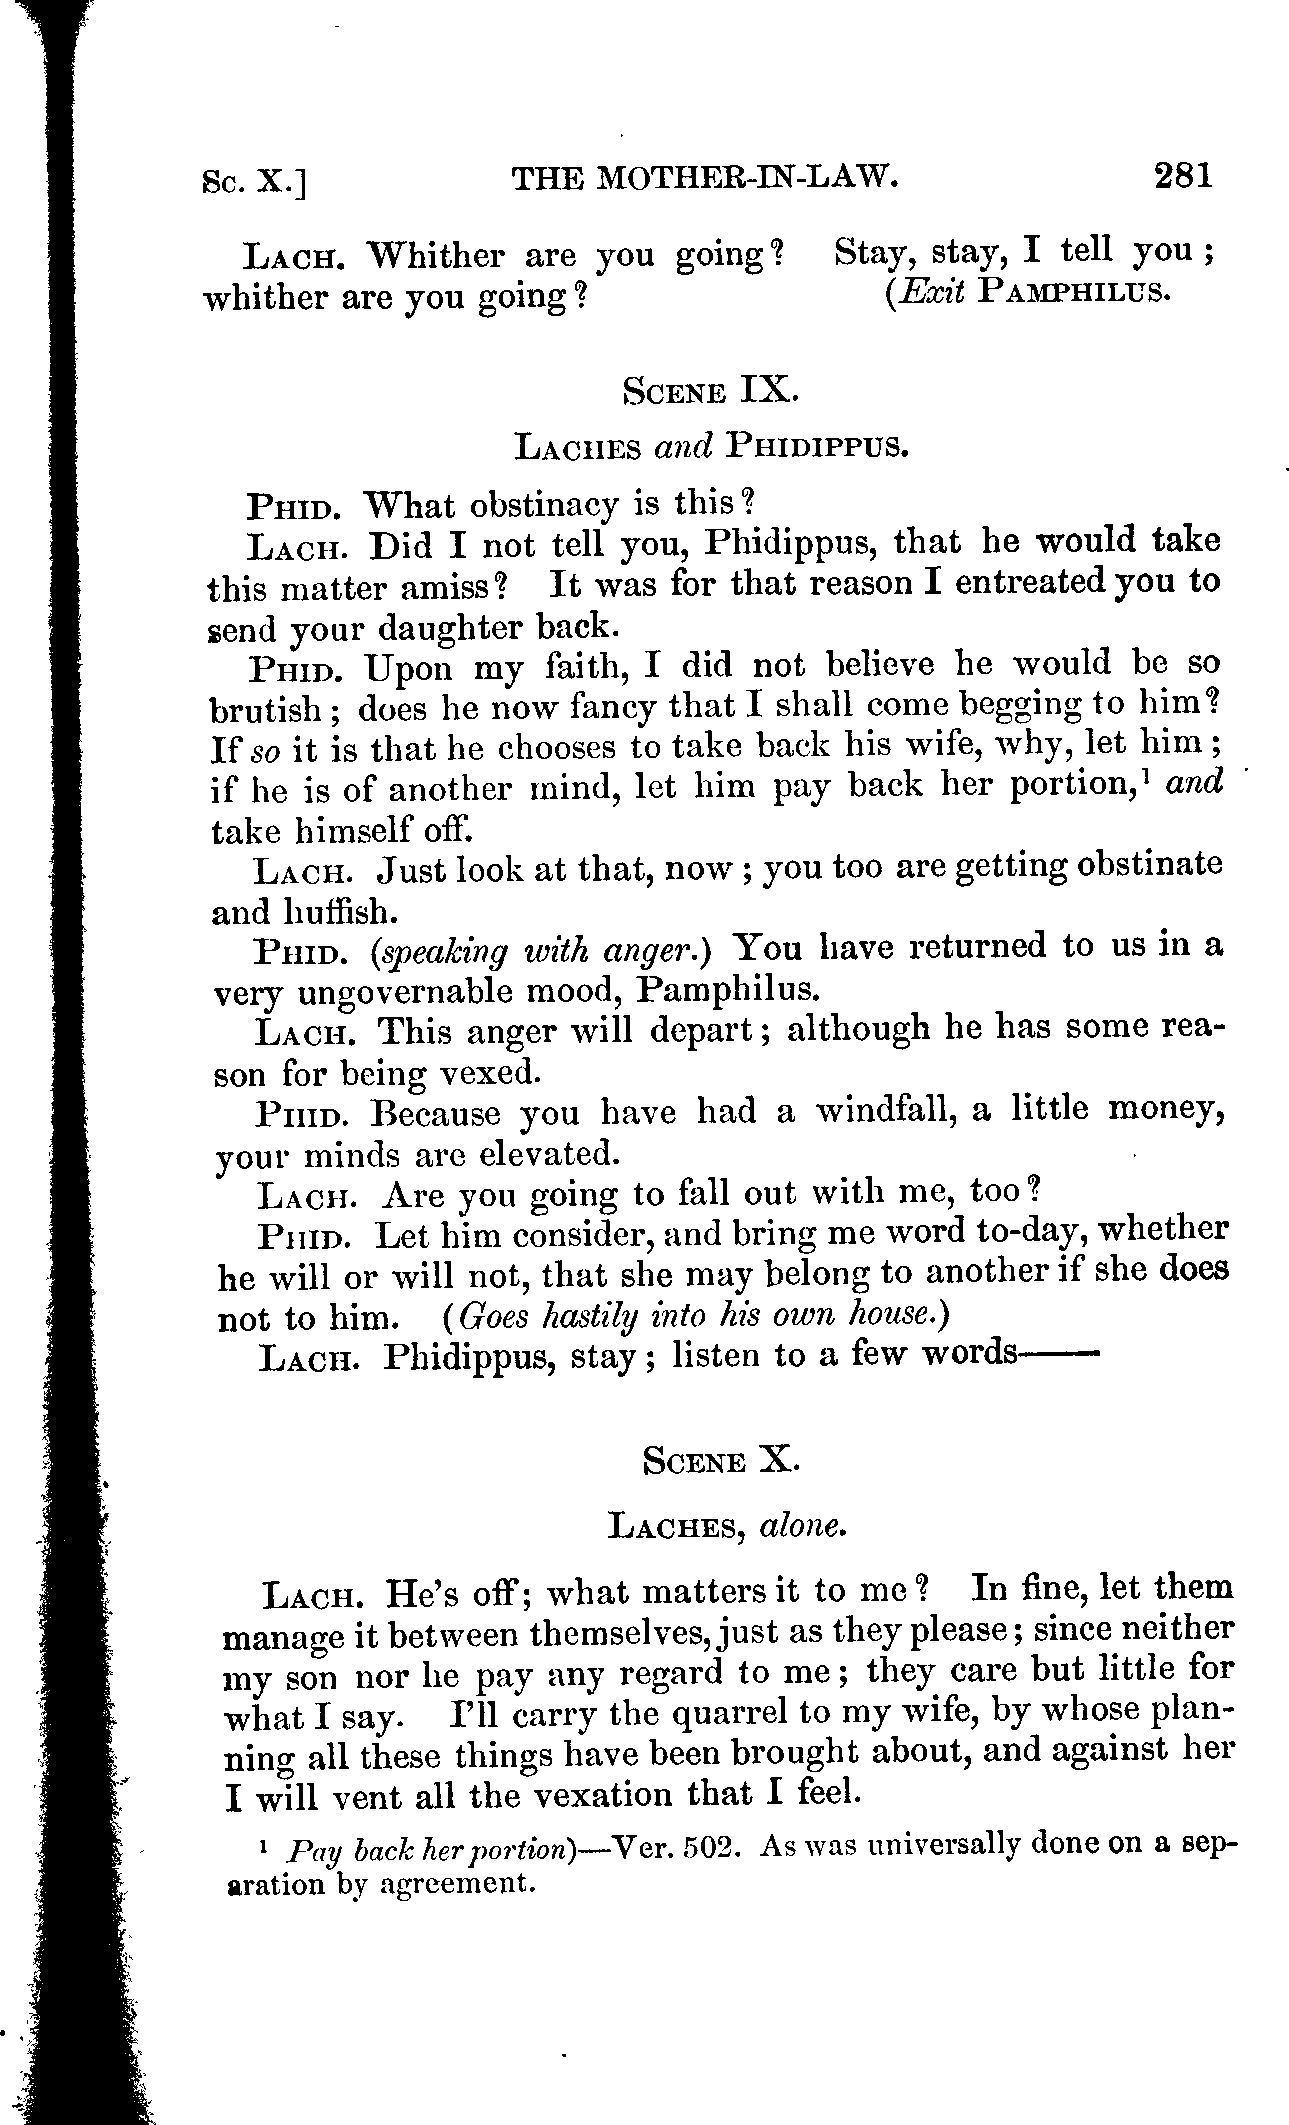 Sc. X.] THE MOTHER-IN-LAW. 281
LACH. Whither are you going? Stay, stay, I tell you;
whither are you going? (Exit PAMPHILUS.
SCENE IX.
LACHES and PHIDIPPUS.
PHID. What obstinacy is this?
LACH. Did I not tell you, Phidippus, that he would take
this matter amiss? It was for that reason I entreated you to
send your daughter back.
PHID. Upon my faith, I did not believe he would be so
brutish; does he now fancy that I shall come begging to him?
If so it is that he chooses to take back his wife, why, let him;
if he is of another mind, let him pay back her portion,¹ and
take himself off.
LACH. Just look at that, now; you too are getting obstinate
and huffish.
PHID. (speaking with anger.) You have returned to us in a
very ungovernable mood, Pamphilus.
LACH. This anger will depart; although he has some rea-
son for being vexed.
PHID. Because you have had a windfall, a little money,
your minds are elevated.
LACH. Are you going to fall out with me, too?
PHID. Let him consider, and bring me word to-day, whether
he will or will not, that she may belong to another if she does
not to him. (Goes hastily into his own house.)
LACH. Phidippus, stay; listen to a few words——
SCENE X.
LACHES, alone.
LACH. He's off; what matters it to me? In fine, let them
manage it between themselves, just as they please; since neither
my son nor he pay any regard to me; they care but little for
what I say. I'll carry the quarrel to my wife, by whose plan-
ning all these things have been brought about, and against her
I will vent all the vexation that I feel.
¹ Pay back her portion)—Ver. 502. As was universally done on a sep-
aration by agreement.